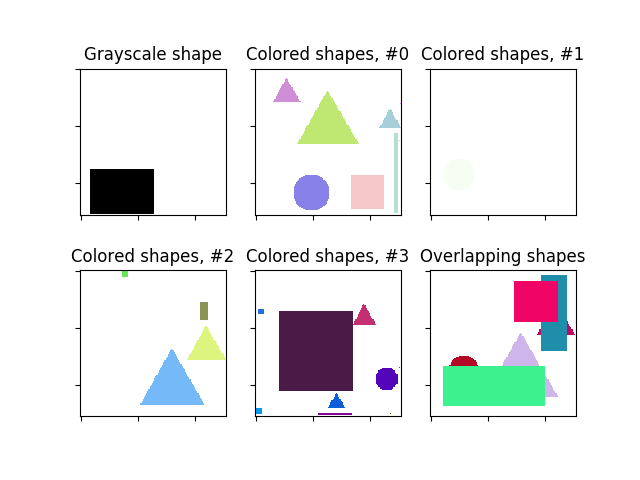 Grayscale shape
Colored shapes, #0
Colored shapes, #1
Colored shapes, #2
Colored shapes, #3
Overlapping shapes